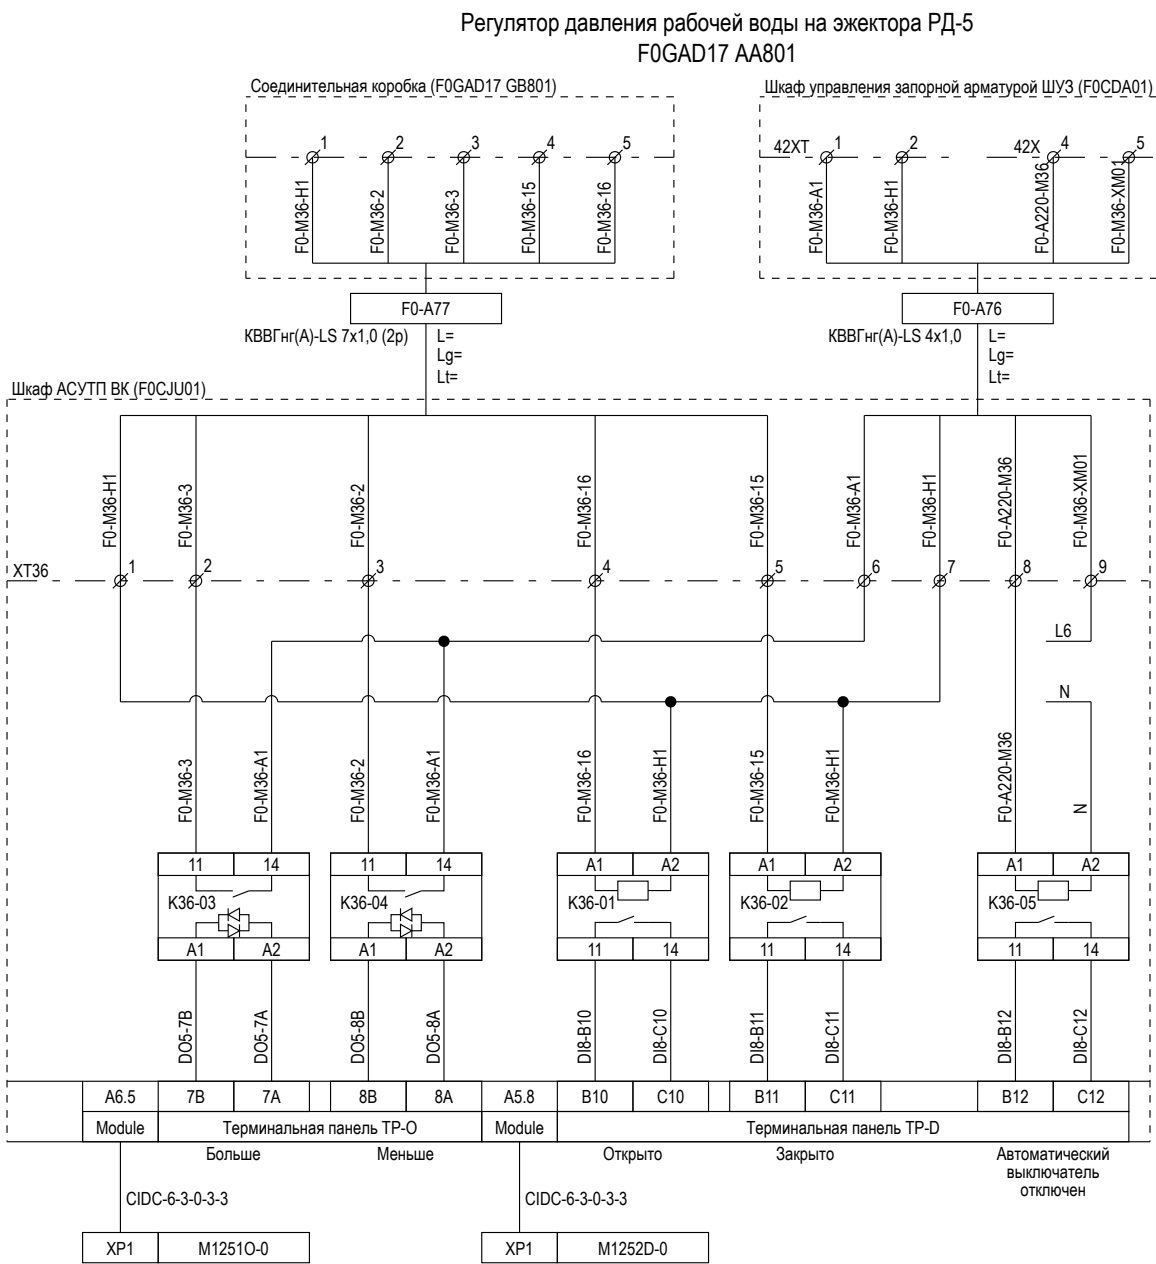 Регулятор давления рабочей воды на эжектора РД-5
F0GAD17 AA801
Соединительная коробка (F0GAD17 GB801)
Шкаф управления запорной арматурой ШУЗ (F0CDA01)
1 2 3 4 5
42XT 1 2 42X 4 5
F0-M36-H1
F0-M36-2
F0-M36-3
F0-M36-15
F0-M36-16
F0-M36-A1
F0-M36-H1
F0-A220-M36
F0-M36-XM01
F0-A77
F0-A76
КВВГнг(А)-LS 7х1,0 (2р)
L=
Lg=
Lt=
КВВГнг(А)-LS 4х1,0
L=
Lg=
Lt=
Шкаф АСУТП ВК (F0CJU01)
F0-M36-H1
F0-M36-3
F0-M36-2
F0-M36-16
F0-M36-15
F0-M36-A1
F0-M36-H1
F0-A220-M36
F0-M36-XM01
XT36 1 2 3 4 5 6 7 8 9
L6
N
F0-M36-3
F0-M36-A1
F0-M36-2
F0-M36-A1
F0-M36-16
F0-M36-H1
F0-M36-15
F0-M36-H1
F0-A220-M36
N
11 14 11 14 A1 A2 A1 A2 A1 A2
K36-03 K36-04 K36-01 K36-02 K36-05
A1 A2 A1 A2 11 14 11 14 11 14
DO5-7B
DO5-7A
DO5-8B
DO5-8A
DI8-B10
DI8-C10
DI8-B11
DI8-C11
DI8-B12
DI8-C12
A6.5 7B 7A 8B 8A A5.8 B10 C10 B11 C11 B12 C12
Module Терминальная панель TP-O Module Терминальная панель TP-D
Больше Меньше Открыто Закрыто Автоматический
выключатель
отключен
CIDC-6-3-0-3-3 CIDC-6-3-0-3-3
XP1 M1251O-0 XP1 M1252D-0